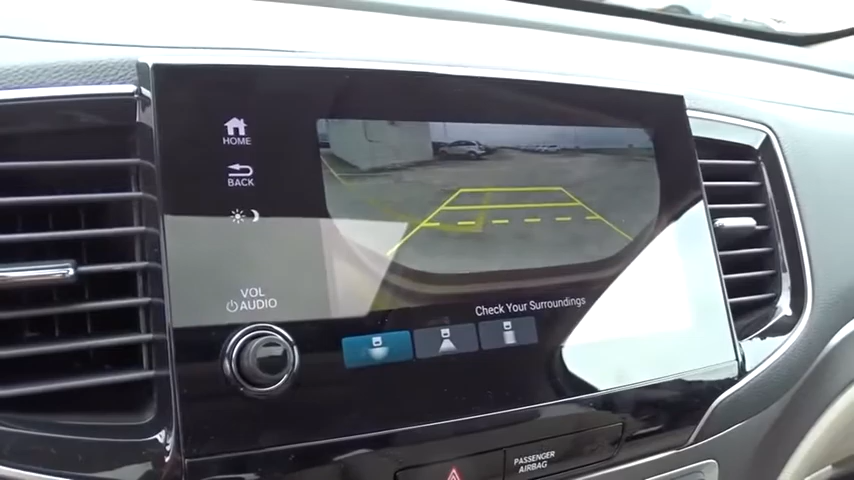 HOME
BACK
VOL
AUDIO
Check Your Surroundings
PASSENGER
AIRBAG